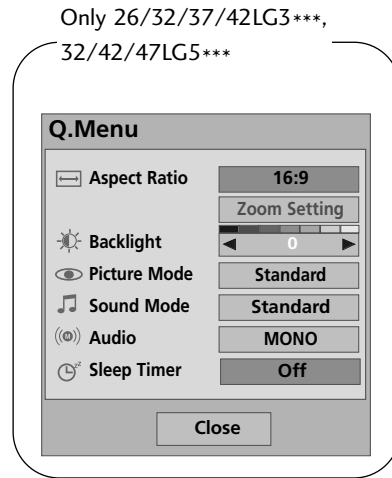 Only 26/32/37/42LG3***,
32/42/47LG5***
Q.Menu
Aspect Ratio 16:9
Zoom Setting
Backlight ◀ 0 ▶
Picture Mode Standard
Sound Mode Standard
Audio MONO
Sleep Timer Off
Close